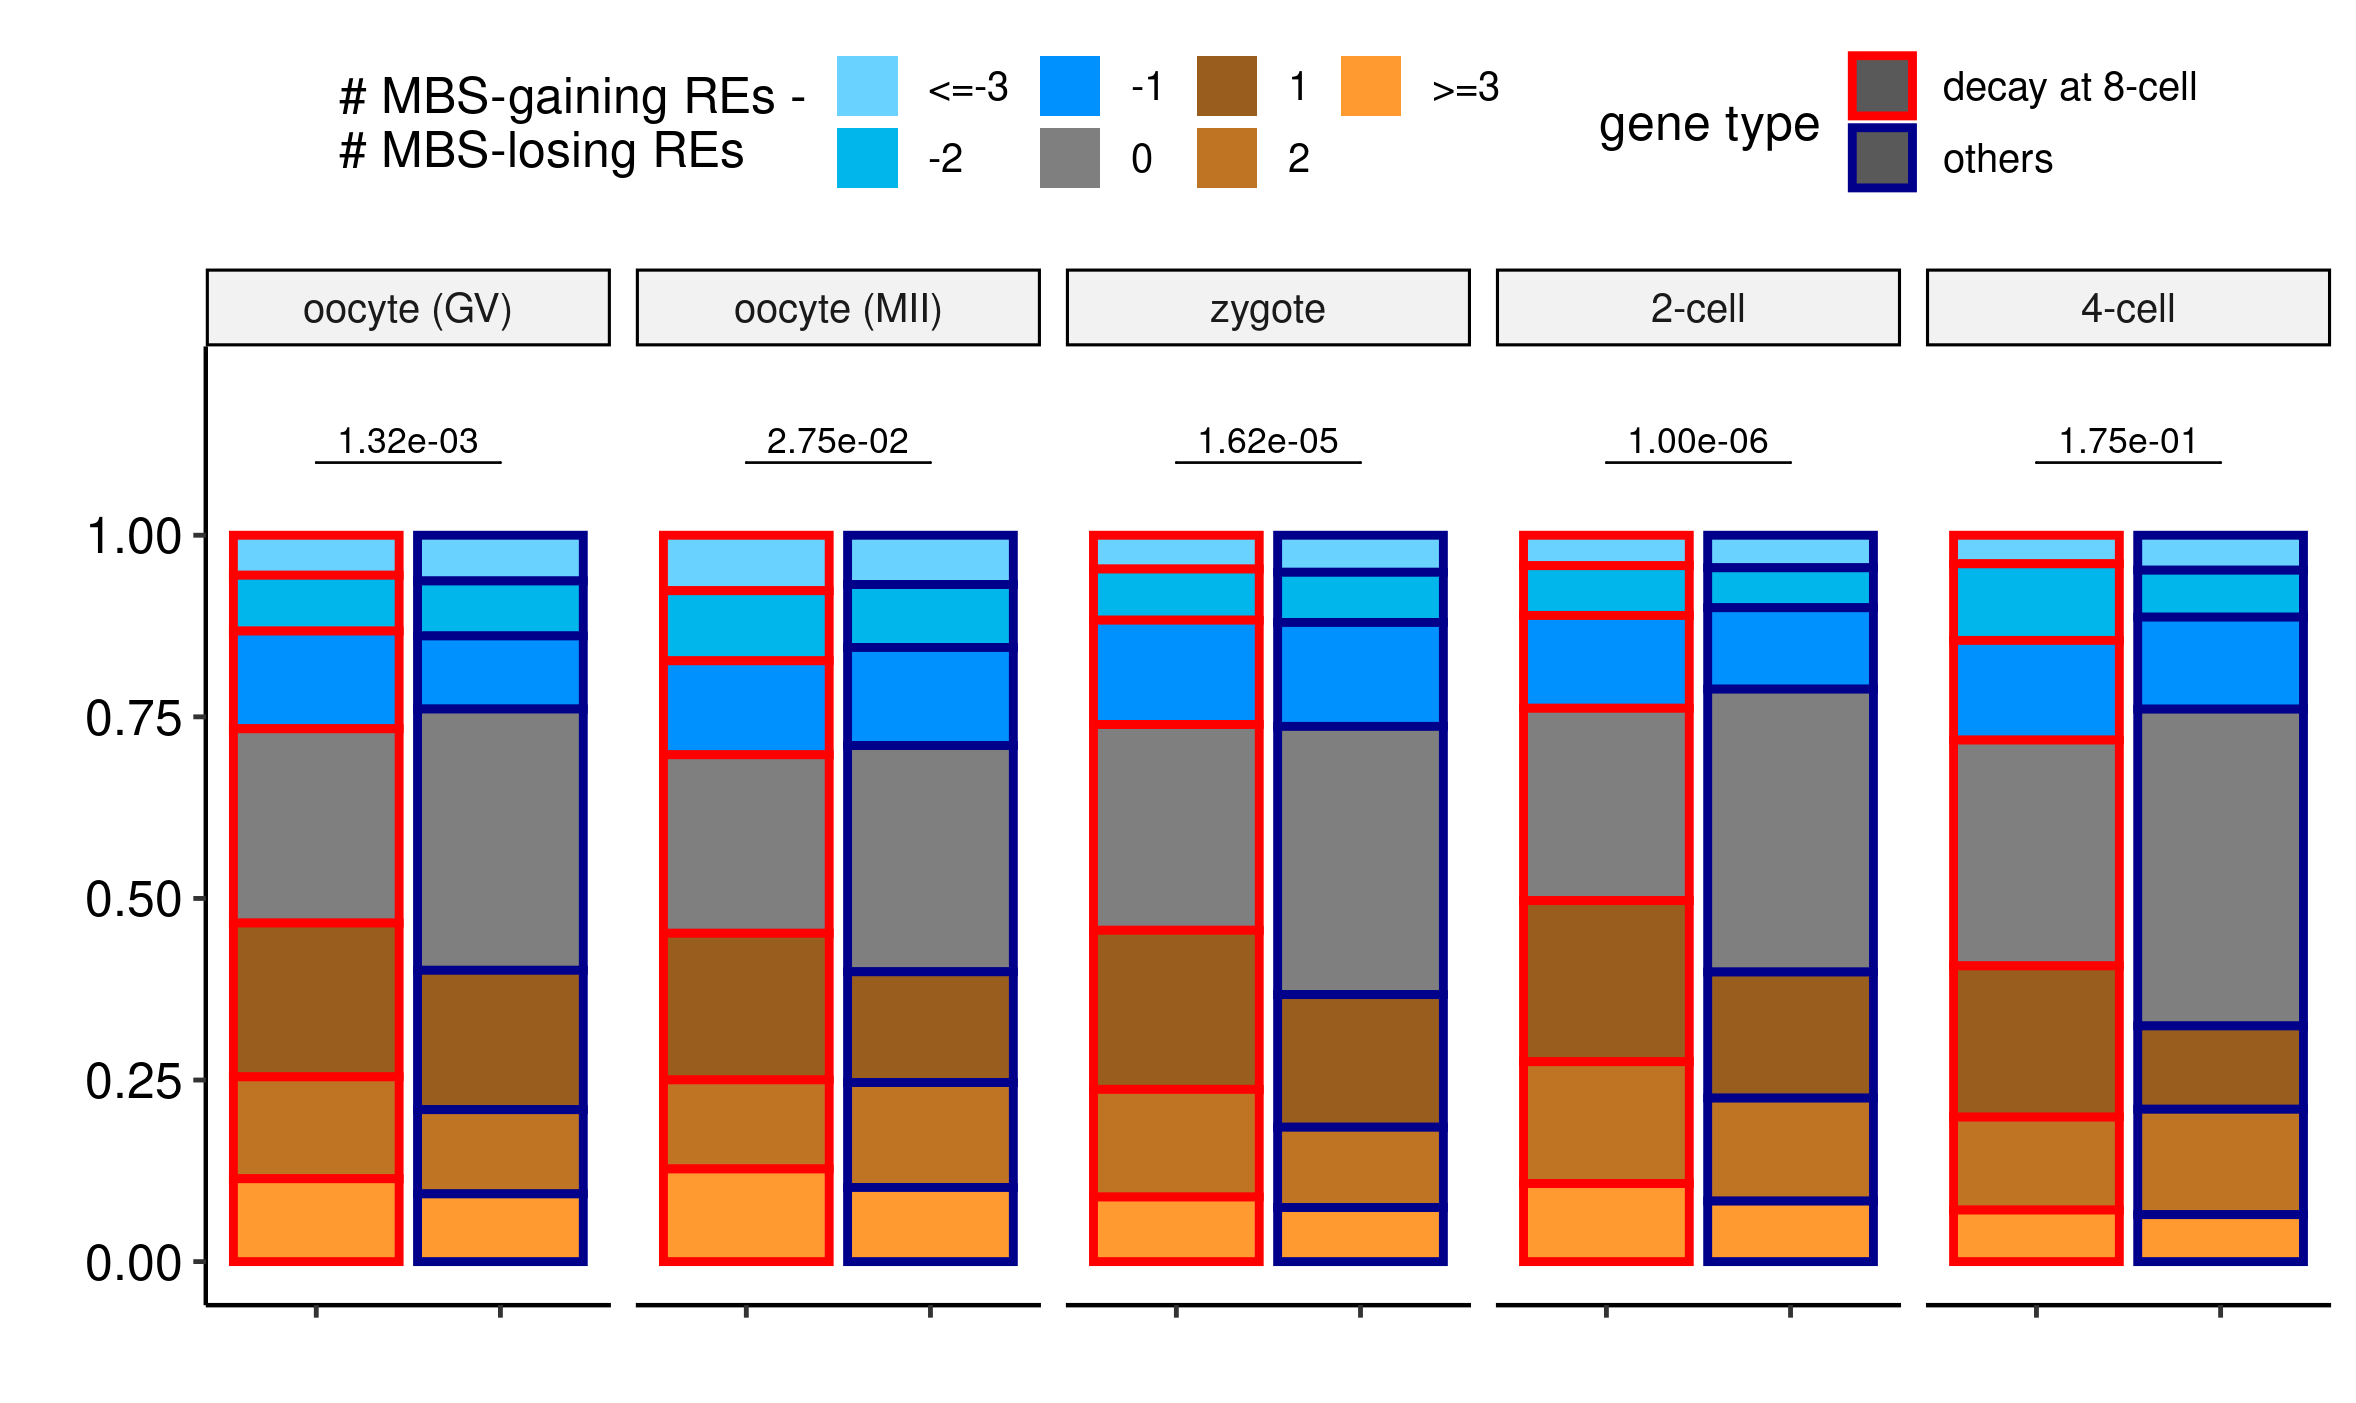 # MBS-gaining REs -
# MBS-losing REs
<=-3
-2
-1
0
1
2
>=3
gene type
decay at 8-cell
others
oocyte (GV)
oocyte (MII)
zygote
2-cell
4-cell
1.32e-03
2.75e-02
1.62e-05
1.00e-06
1.75e-01
1.00
0.75
0.50
0.25
0.00